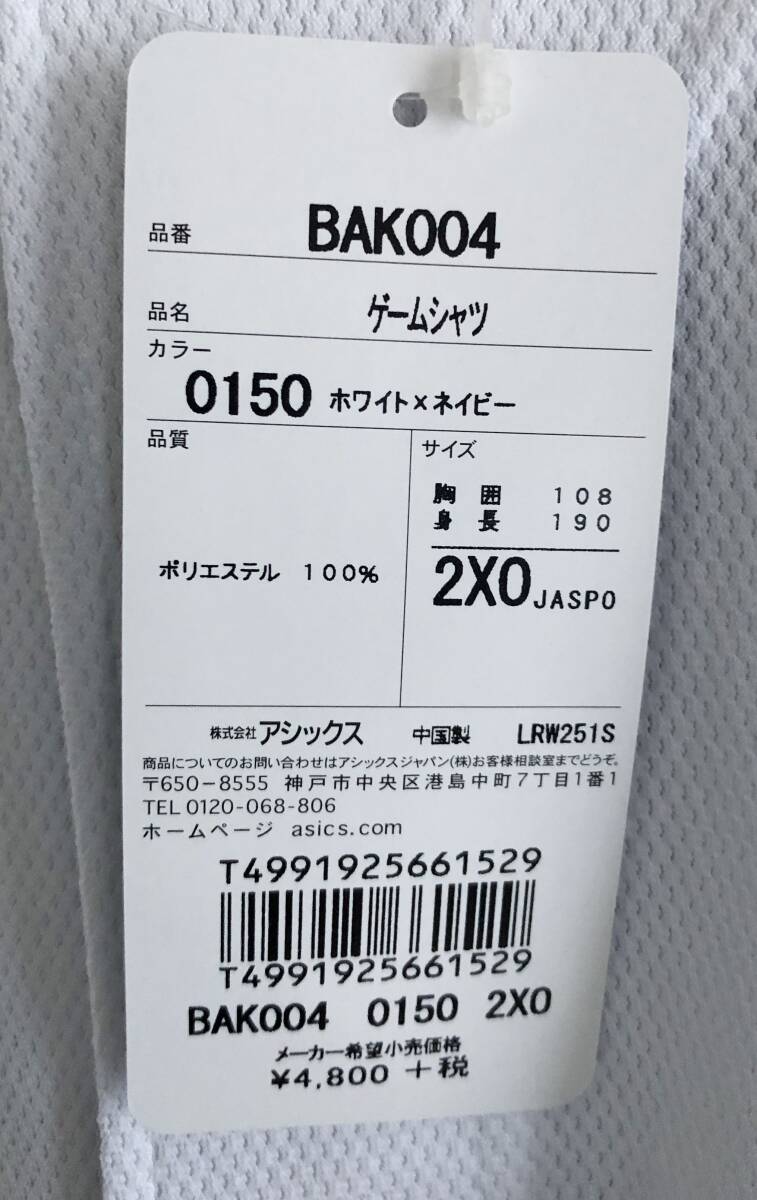 品番 BAK004
品名 ゲームシャツ
カラー
0150 ホワイト×ネイビー
品質
ポリエステル 100%
サイズ
胸囲 108
身長 190
2XO JASPO
株式会社アシックス 中国製 LRW251S
商品についてのお問い合わせはアシックスジャパン(株)お客様相談室までどうぞ。
〒650-8555 神戸市中央区港島中町7丁目1番1
TEL 0120-068-806
ホームページ asics.com
T4991925661529
T4991925661529
BAK004 0150 2XO
メーカー希望小売価格
¥4,800 +税